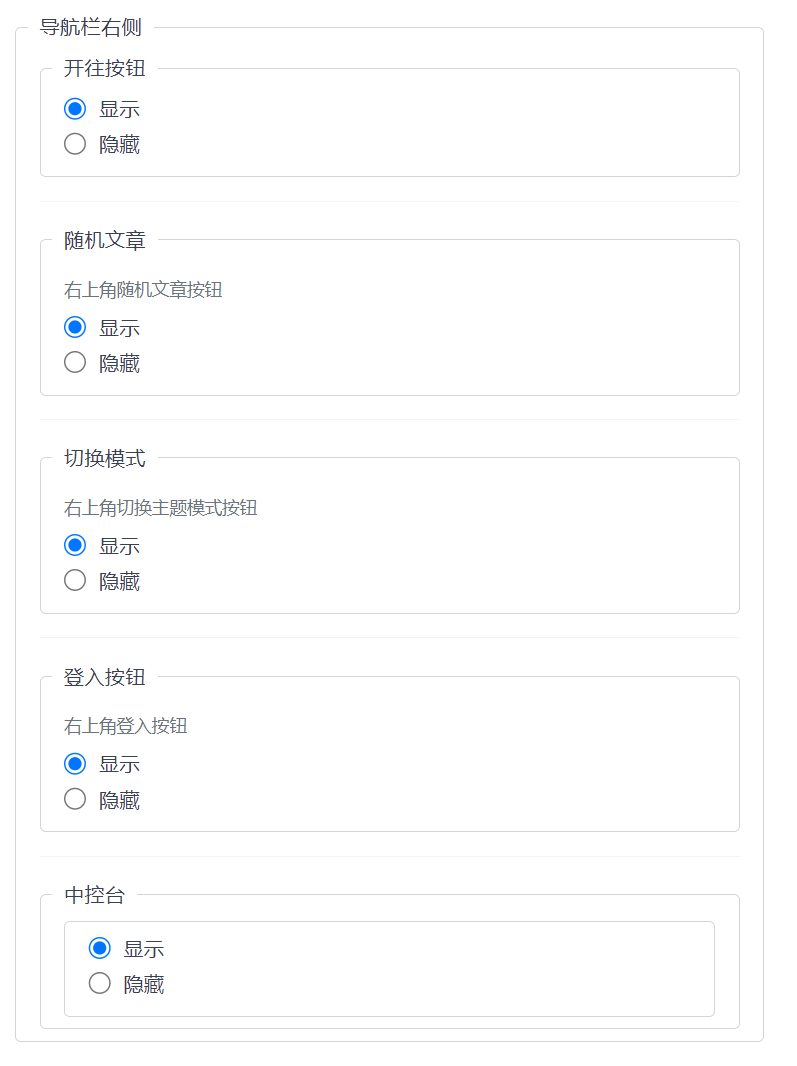 导航栏右侧
开往按钮
显示
隐藏
随机文章
右上角随机文章按钮
显示
隐藏
切换模式
右上角切换主题模式按钮
显示
隐藏
登入按钮
右上角登入按钮
显示
隐藏
中控台
显示
隐藏